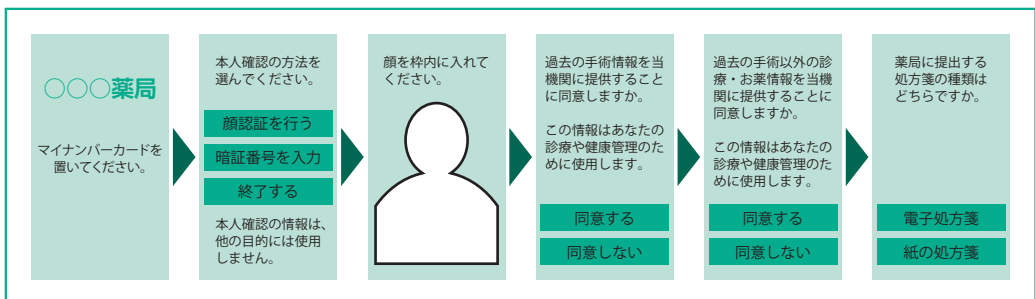 ○○○薬局
マイナンバーカードを
置いてください。
本人確認の方法を
選んでください。
顔認証を行う
暗証番号を入力
終了する
本人確認の情報は、
他の目的には使用
しません。
顔を枠内に入れて
ください。
過去の手術情報を当
機関に提供すること
に同意しますか。
この情報はあなたの
診療や健康管理のた
めに使用します。
同意する
同意しない
過去の手術以外の診
療・お薬情報を当機
関に提供することに
同意しますか。
この情報はあなたの
診療や健康管理のた
めに使用します。
同意する
同意しない
薬局に提出する
処方箋の種類は
どちらですか。
電子処方箋
紙の処方箋